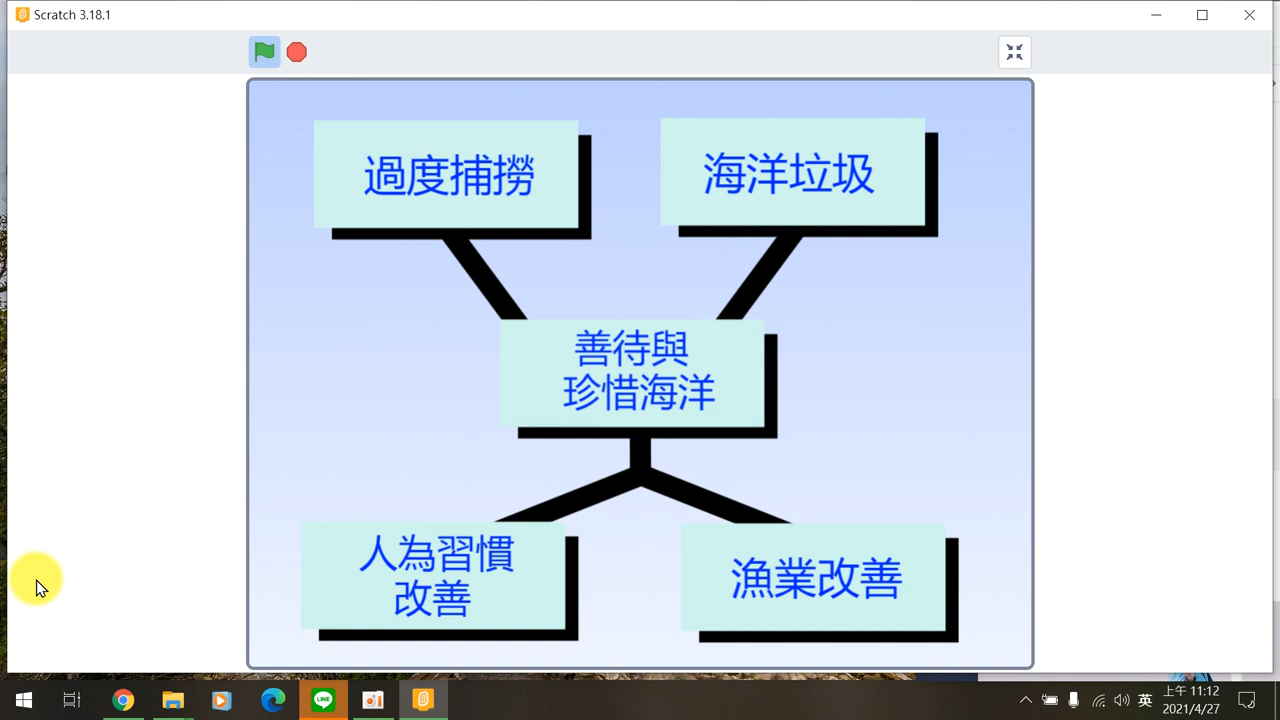 Scratch 3.18.1
過度捕撈
海洋垃圾
善待與
珍惜海洋
人為習慣
改善
漁業改善
LINE
英
上午 11:12
2021/4/27